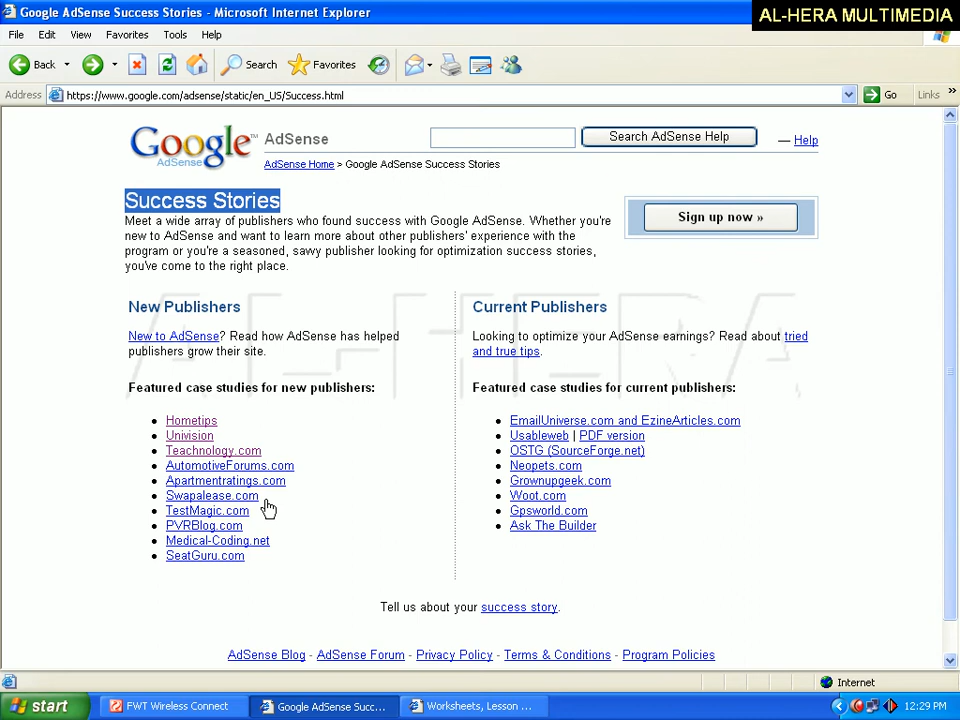 Google AdSense Success Stories - Microsoft Internet Explorer
AL-HERA MULTIMEDIA
File Edit View Favorites Tools Help
Back Search Favorites
Address https://www.google.com/adsense/static/en_US/Success.html Go Links »
Google™ AdSense Search AdSense Help — Help
AdSense
AdSense Home > Google AdSense Success Stories
Success Stories
Sign up now »
Meet a wide array of publishers who found success with Google AdSense. Whether you're
new to AdSense and want to learn more about other publishers' experience with the
program or you're a seasoned, savvy publisher looking for optimization success stories,
you've come to the right place.
AL-HERA
New Publishers
New to AdSense? Read how AdSense has helped
publishers grow their site.
Featured case studies for new publishers:
Hometips
Univision
Teachnology.com
AutomotiveForums.com
Apartmentratings.com
Swapalease.com
TestMagic.com
PVRBlog.com
Medical-Coding.net
SeatGuru.com
Current Publishers
Looking to optimize your AdSense earnings? Read about tried
and true tips.
Featured case studies for current publishers:
EmailUniverse.com and EzineArticles.com
Usableweb | PDF version
OSTG (SourceForge.net)
Neopets.com
Grownupgeek.com
Woot.com
Gpsworld.com
Ask The Builder
Tell us about your success story.
AdSense Blog - AdSense Forum - Privacy Policy - Terms & Conditions - Program Policies
Internet
start FWT Wireless Connect Google AdSense Succ... Worksheets, Lesson ... 12:29 PM